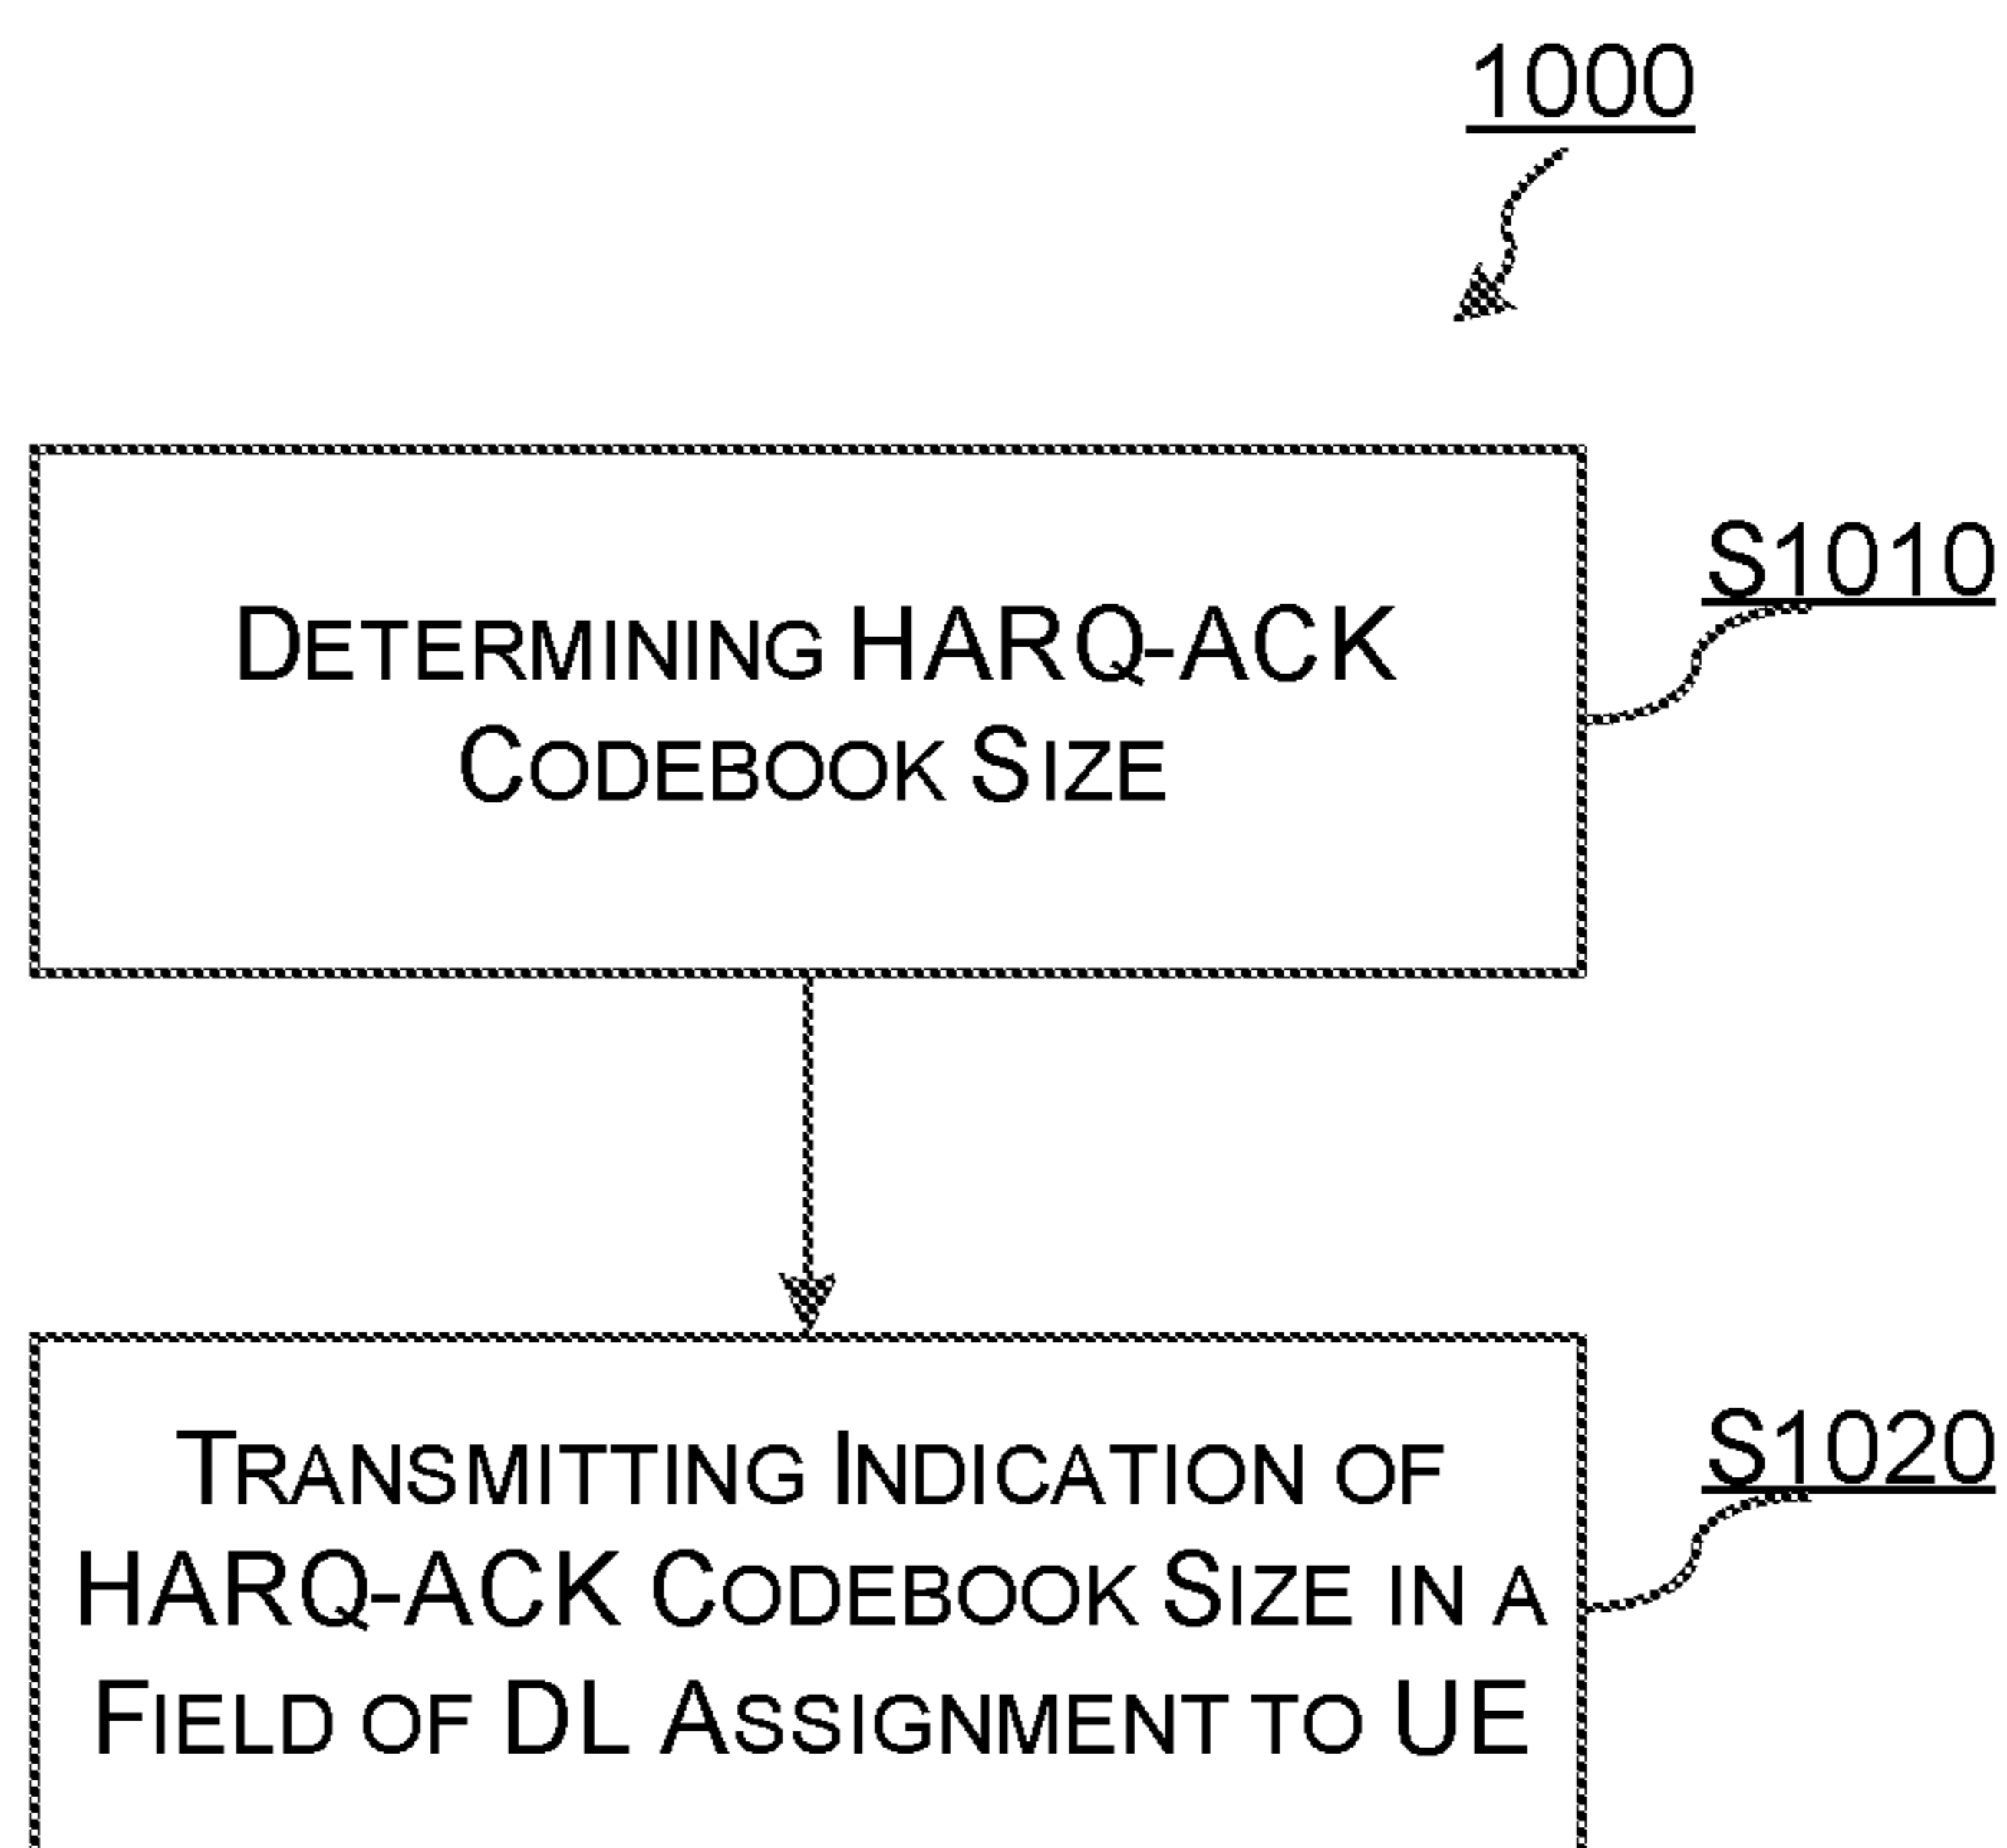 1000
S1010
DETERMINING HARQ-ACK
CODEBOOK SIZE
S1020
TRANSMITTING INDICATION OF
HARQ-ACK CODEBOOK SIZE IN A
FIELD OF DL ASSIGNMENT TO UE